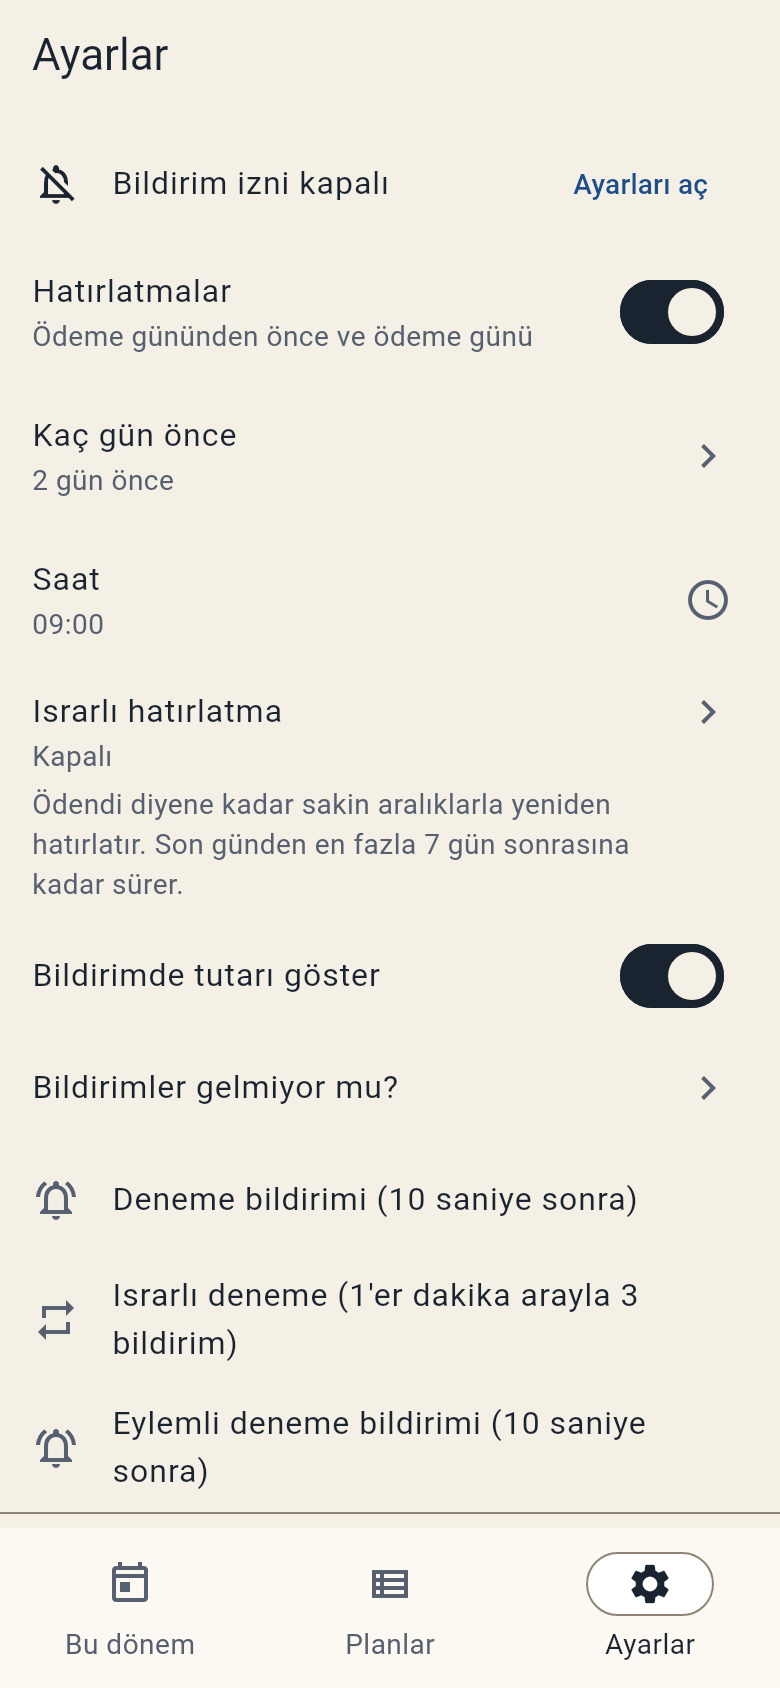 Ayarlar
Bildirim izni kapalı
Ayarları aç
Hatırlatmalar
Ödeme gününden önce ve ödeme günü
Kaç gün önce
2 gün önce
Saat
09:00
Israrlı hatırlatma
Kapalı
Ödendi diyene kadar sakin aralıklarla yeniden
hatırlatır. Son günden en fazla 7 gün sonrasına
kadar sürer.
Bildirimde tutarı göster
Bildirimler gelmiyor mu?
Deneme bildirimi (10 saniye sonra)
Israrlı deneme (1'er dakika arayla 3
bildirim)
Eylemli deneme bildirimi (10 saniye
sonra)
Bu dönem
Planlar
Ayarlar